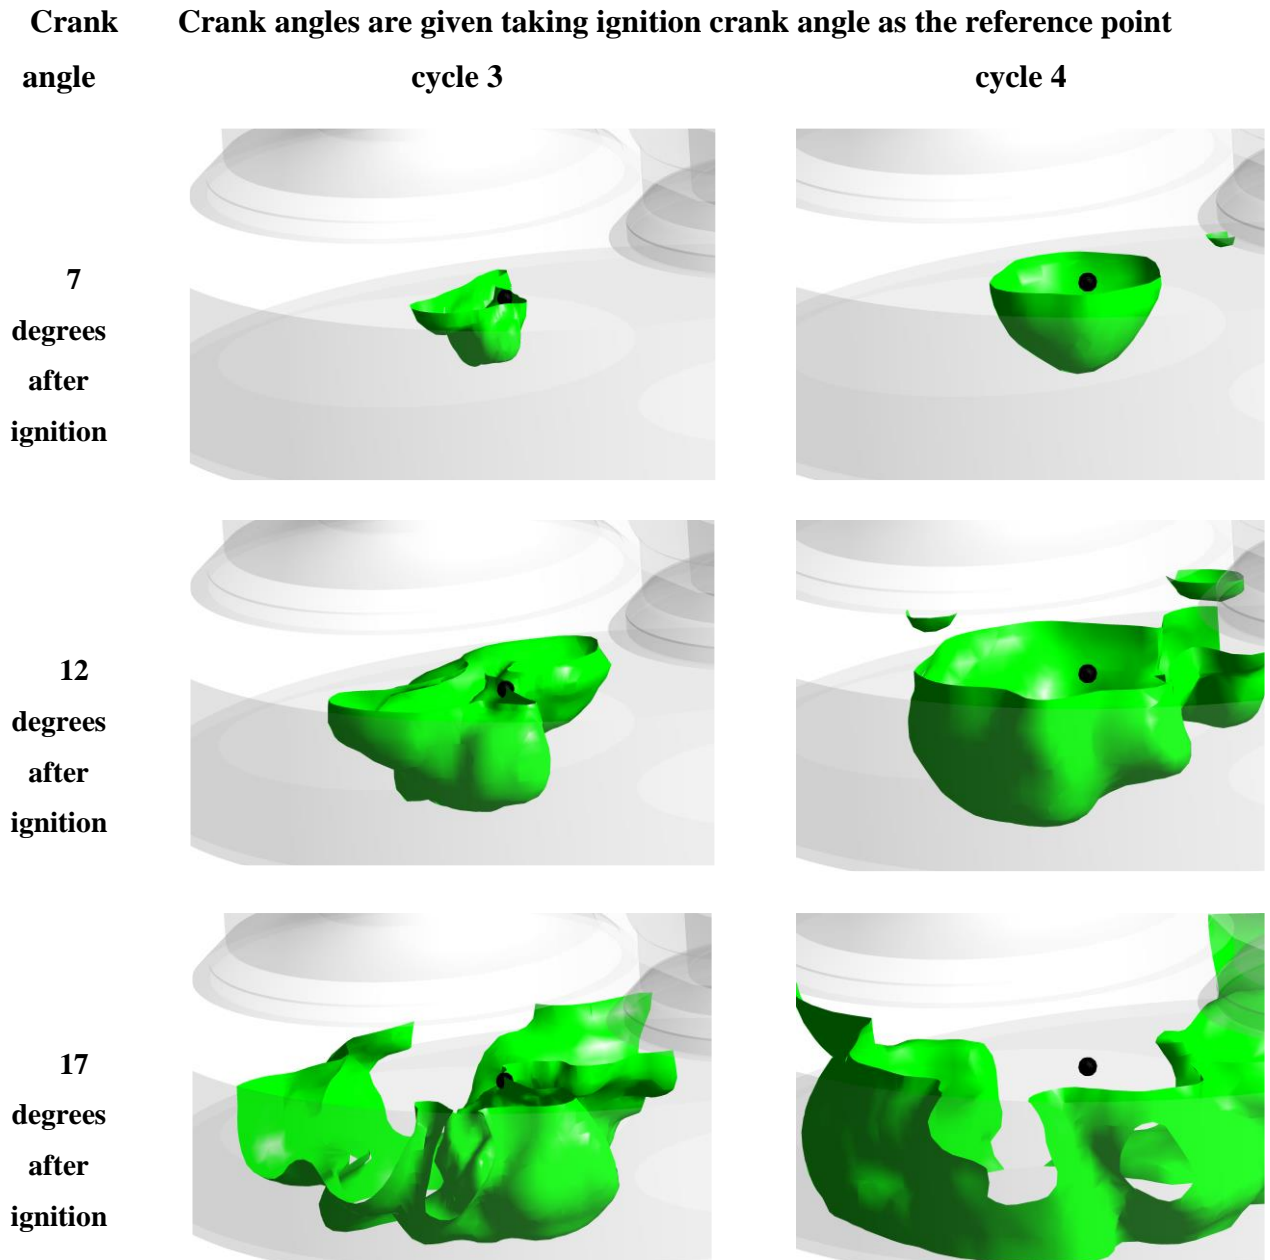 Crank Crank angles are given taking ignition crank angle as the reference point
angle cycle 3 cycle 4
7
degrees
after
ignition
12
degrees
after
ignition
17
degrees
after
ignition